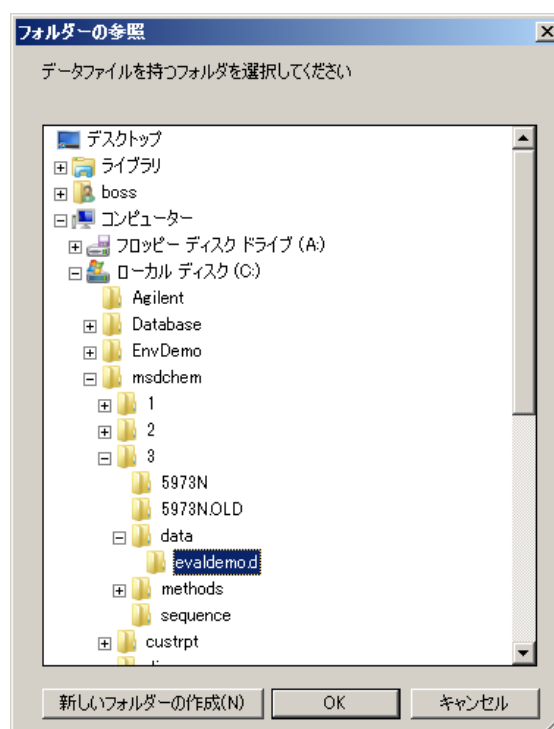 フォルダーの参照
データファイルを持つフォルダを選択してください
デスクトップ
ライブラリ
boss
コンピューター
フロッピー ディスク ドライブ (A:)
ローカル ディスク (C:)
Agilent
Database
EnvDemo
msdchem
1
2
3
5973N
5973N.OLD
data
evaldemo.d
methods
sequence
custrpt
新しいフォルダーの作成(N)
OK
キャンセル